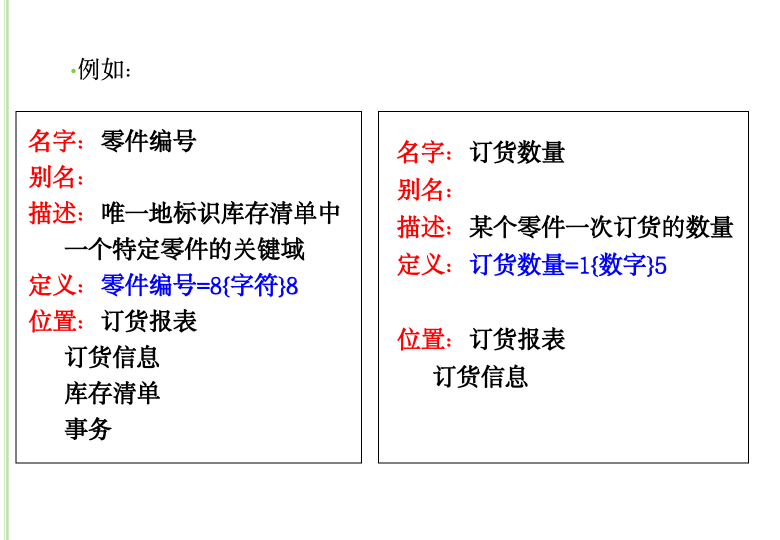 •例如：
名字：零件编号
别名：
描述：唯一地标识库存清单中
一个特定零件的关键域
定义：零件编号=8{字符}8
位置：订货报表
订货信息
库存清单
事务
名字：订货数量
别名：
描述：某个零件一次订货的数量
定义：订货数量=1{数字}5
位置：订货报表
订货信息